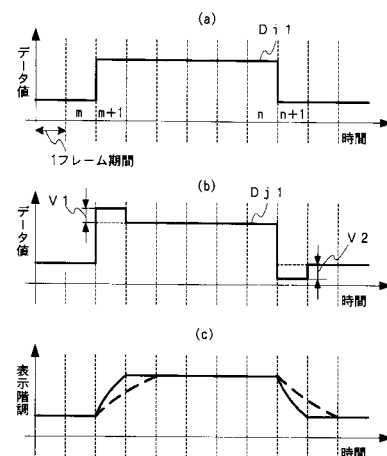 (a)
データ値
Di1
m
m+1
n
n+1
時間
1フレーム期間
(b)
データ値
V1
Dj1
V2
時間
(c)
表示階調
時間